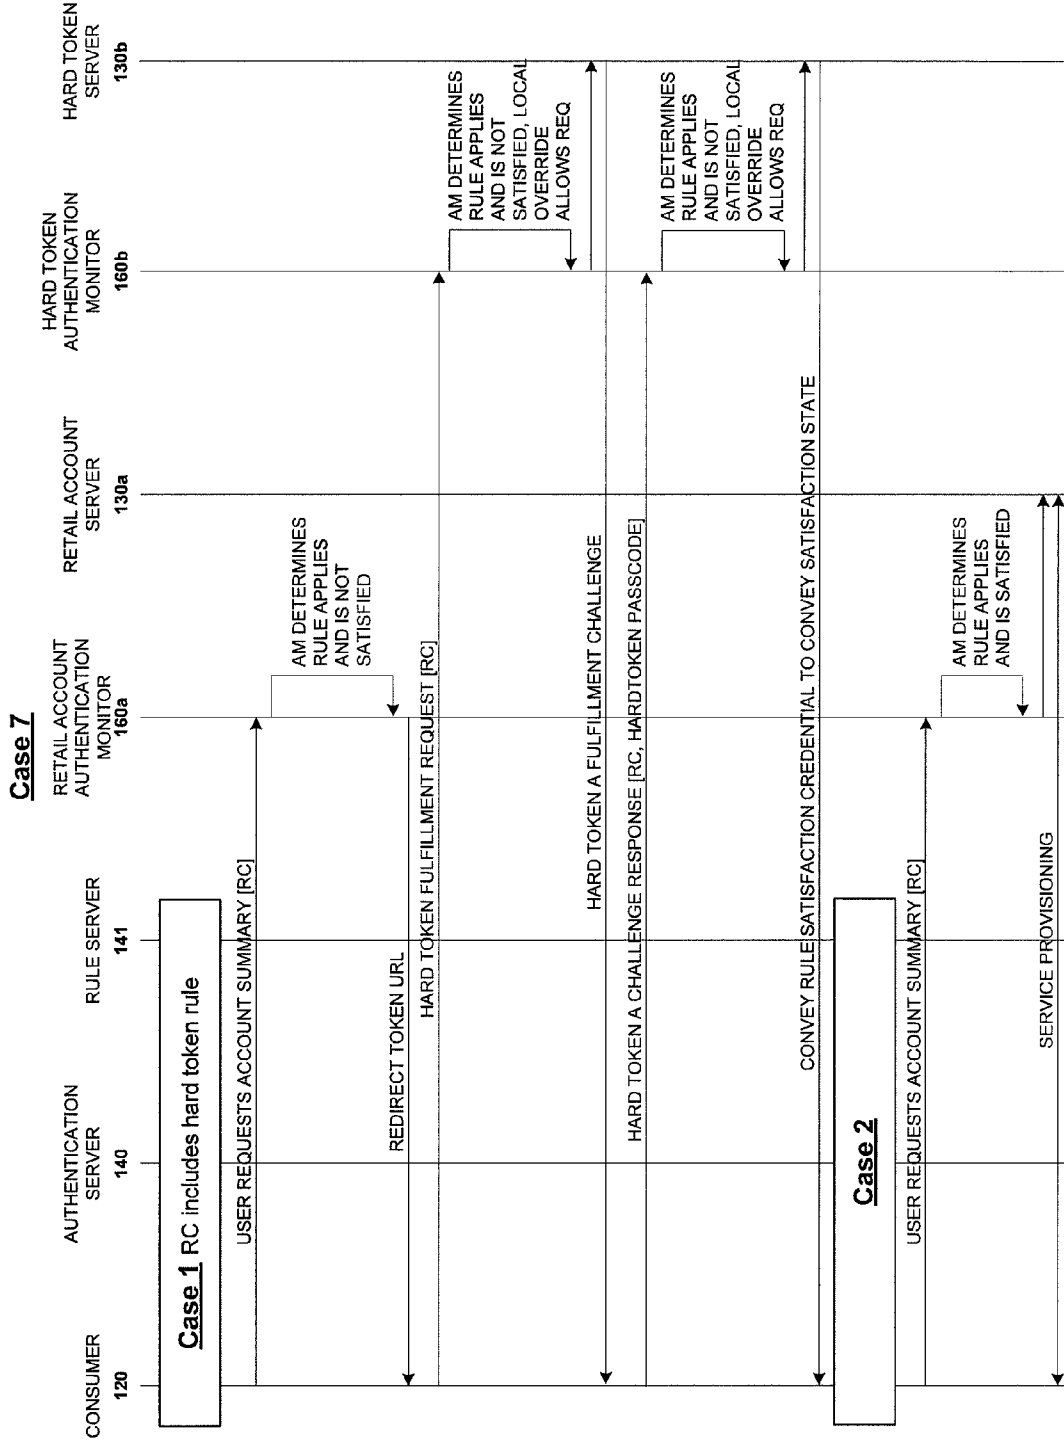 Case 7
CONSUMER
120
AUTHENTICATION
SERVER
140
RULE SERVER
141
RETAIL ACCOUNT
AUTHENTICATION
MONITOR
160a
RETAIL ACCOUNT
SERVER
130a
HARD TOKEN
AUTHENTICATION
MONITOR
160b
HARD TOKEN
SERVER
130b
Case 1 RC includes hard token rule
USER REQUESTS ACCOUNT SUMMARY [RC]
AM DETERMINES
RULE APPLIES
AND IS NOT
SATISFIED
REDIRECT TOKEN URL
HARD TOKEN FULFILLMENT REQUEST [RC]
AM DETERMINES
RULE APPLIES
AND IS NOT
SATISFIED, LOCAL
OVERRIDE
ALLOWS REQ
HARD TOKEN A FULFILLMENT CHALLENGE
HARD TOKEN A CHALLENGE RESPONSE [RC, HARDTOKEN PASSCODE]
AM DETERMINES
RULE APPLIES
AND IS NOT
SATISFIED, LOCAL
OVERRIDE
ALLOWS REQ
CONVEY RULE SATISFACTION CREDENTIAL TO CONVEY SATISFACTION STATE
Case 2
USER REQUESTS ACCOUNT SUMMARY [RC]
AM DETERMINES
RULE APPLIES
AND IS SATISFIED
SERVICE PROVISIONING